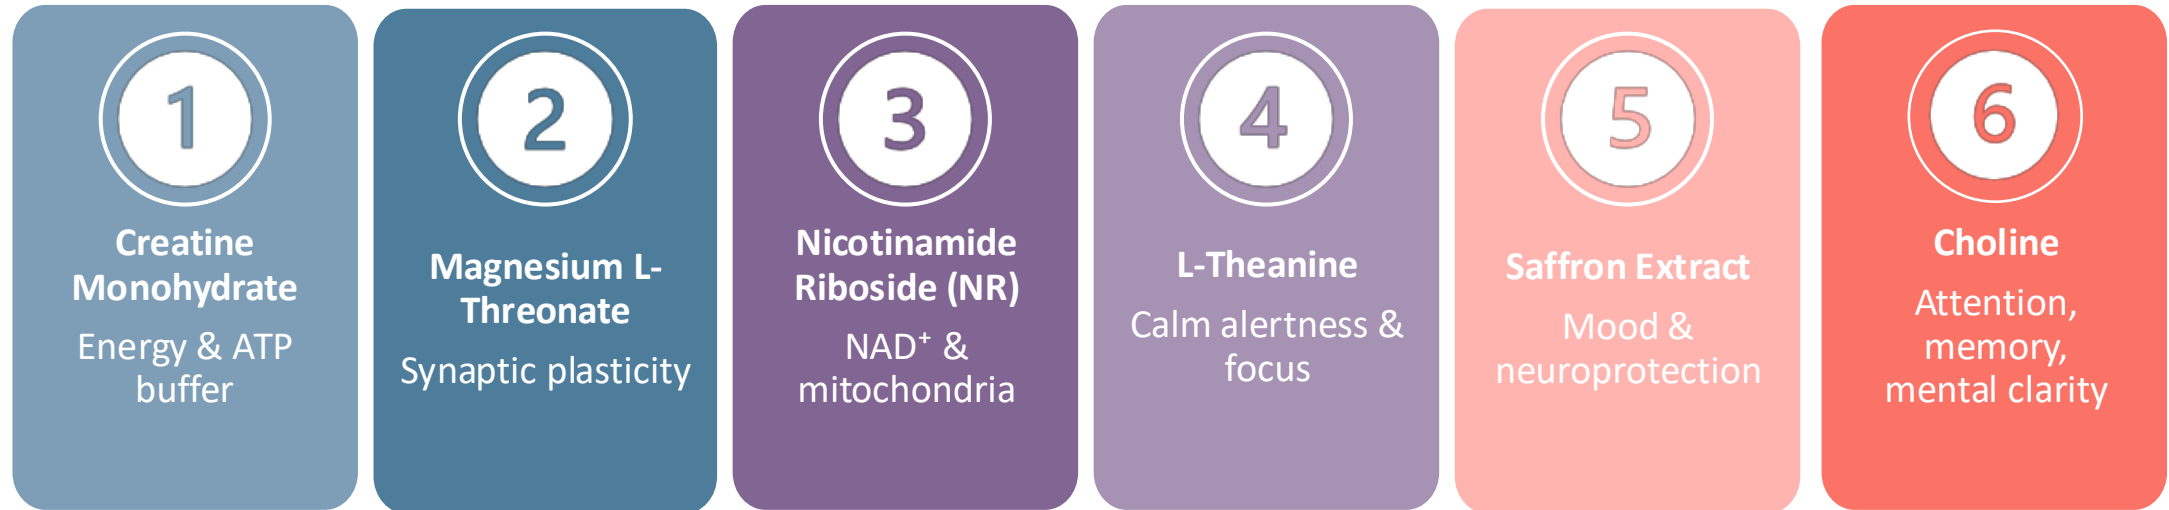 1
Creatine
Monohydrate
Energy & ATP
buffer
2
Magnesium L-
Threonate
Synaptic plasticity
3
Nicotinamide
Riboside (NR)
NAD⁺ &
mitochondria
4
L-Theanine
Calm alertness &
focus
5
Saffron Extract
Mood &
neuroprotection
6
Choline
Attention,
memory,
mental clarity